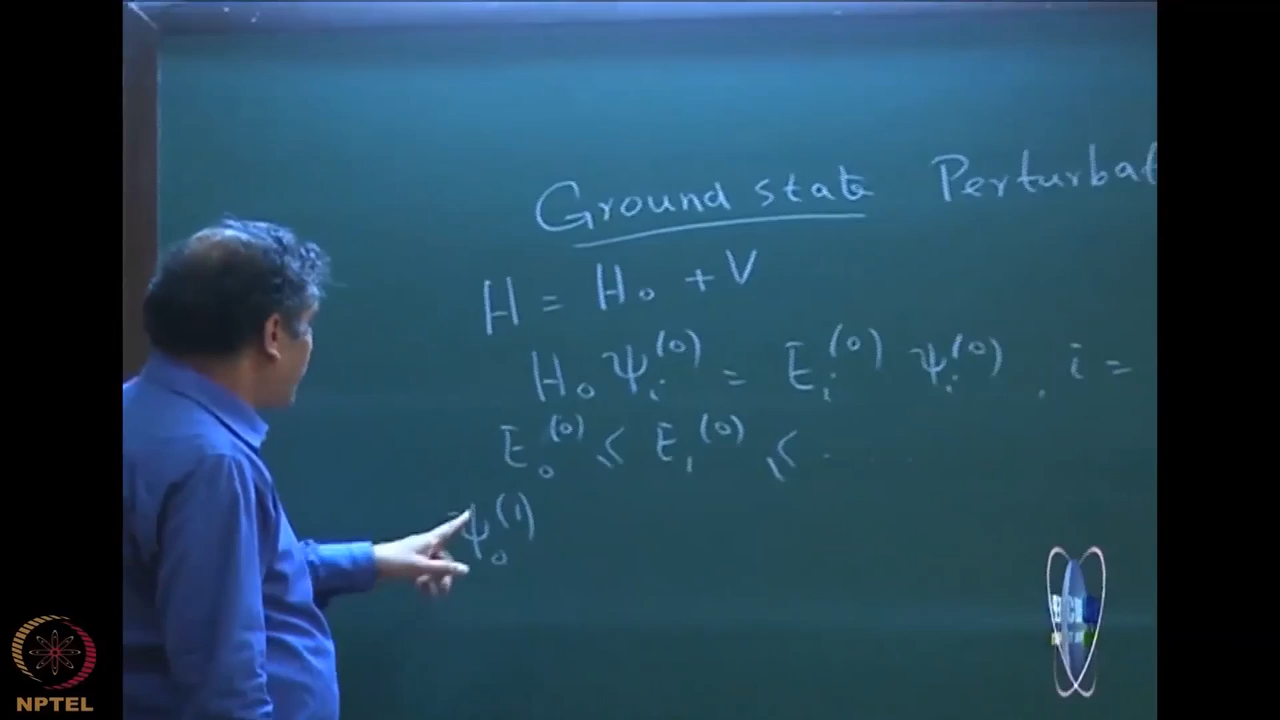 Ground state Perturbat
H = H₀ + V
H₀ ψᵢ⁽⁰⁾ = Eᵢ⁽⁰⁾ ψᵢ⁽⁰⁾ , i =
E₀⁽⁰⁾ ≤ E₁⁽⁰⁾ ≤ . . . . .
ψ₀⁽¹⁾
NPTEL